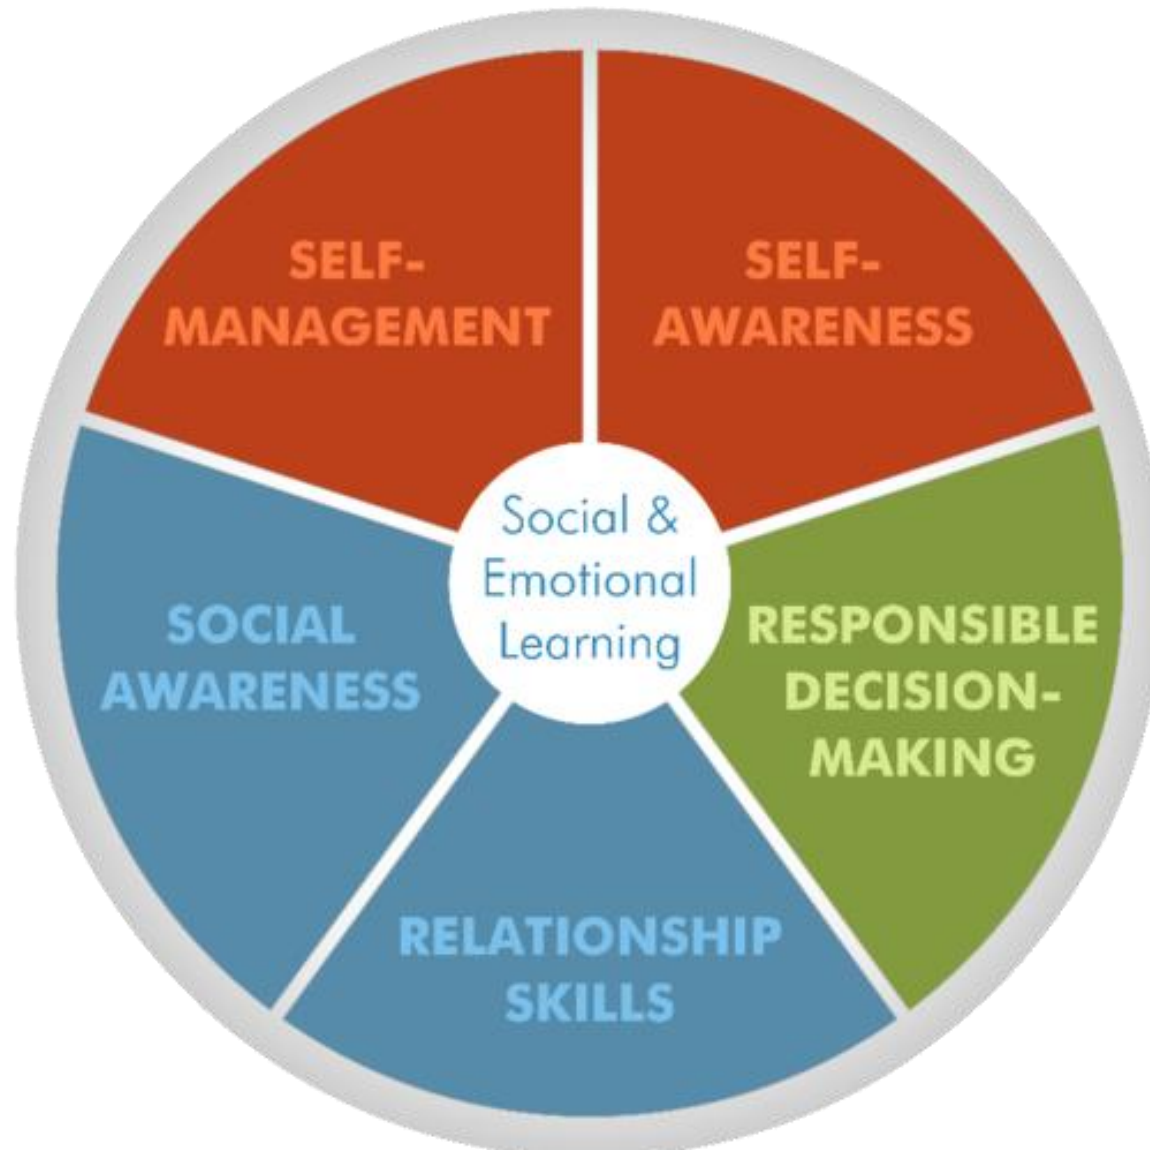 SELF-
MANAGEMENT
SELF-
AWARENESS
Social &
Emotional
Learning
SOCIAL
AWARENESS
RESPONSIBLE
DECISION-
MAKING
RELATIONSHIP
SKILLS